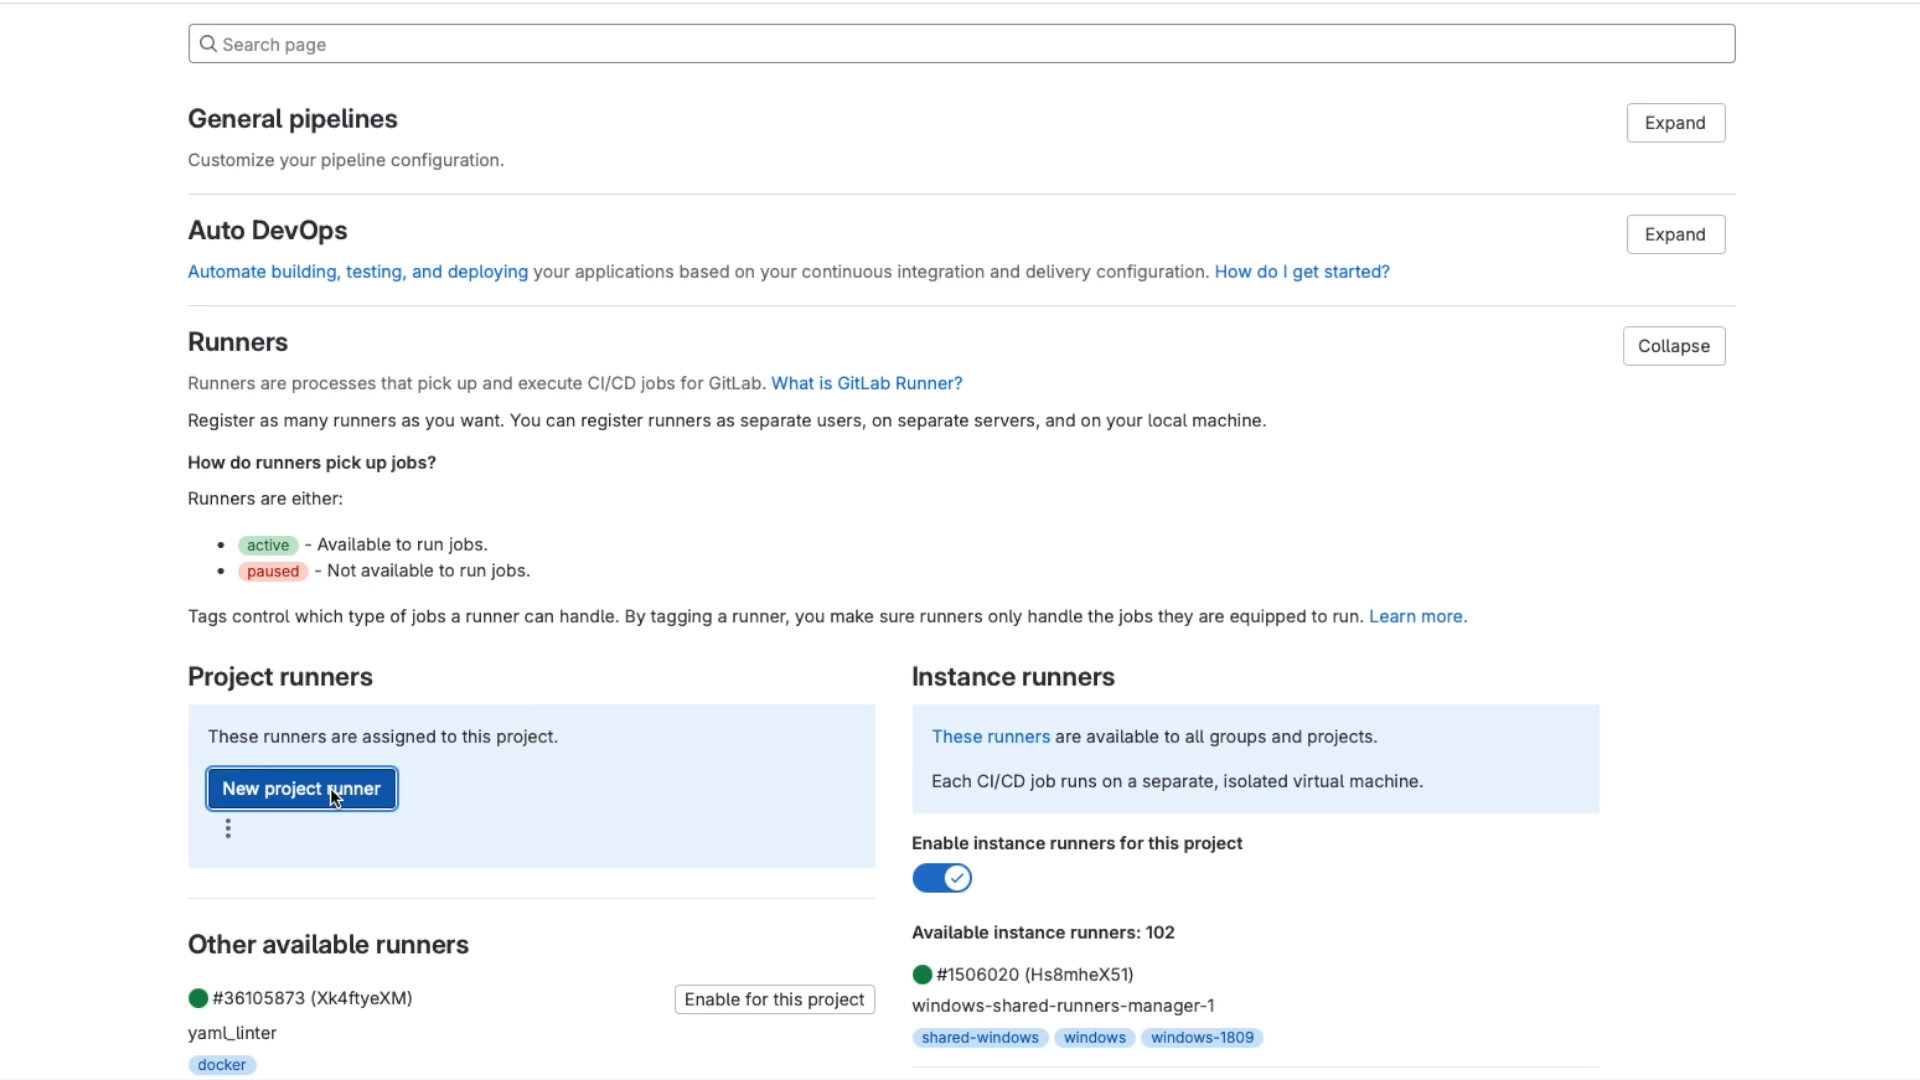 Search page
General pipelines
Expand
Customize your pipeline configuration.
Auto DevOps
Expand
Automate building, testing, and deploying your applications based on your continuous integration and delivery configuration. How do I get started?
Runners
Collapse
Runners are processes that pick up and execute CI/CD jobs for GitLab. What is GitLab Runner?
Register as many runners as you want. You can register runners as separate users, on separate servers, and on your local machine.
How do runners pick up jobs?
Runners are either:
active - Available to run jobs.
paused - Not available to run jobs.
Tags control which type of jobs a runner can handle. By tagging a runner, you make sure runners only handle the jobs they are equipped to run. Learn more.
Project runners
These runners are assigned to this project.
New project runner
Other available runners
#36105873 (Xk4ftyeXM)
Enable for this project
yaml_linter
docker
Instance runners
These runners are available to all groups and projects.
Each CI/CD job runs on a separate, isolated virtual machine.
Enable instance runners for this project
Available instance runners: 102
#1506020 (Hs8mheX51)
windows-shared-runners-manager-1
shared-windows windows windows-1809